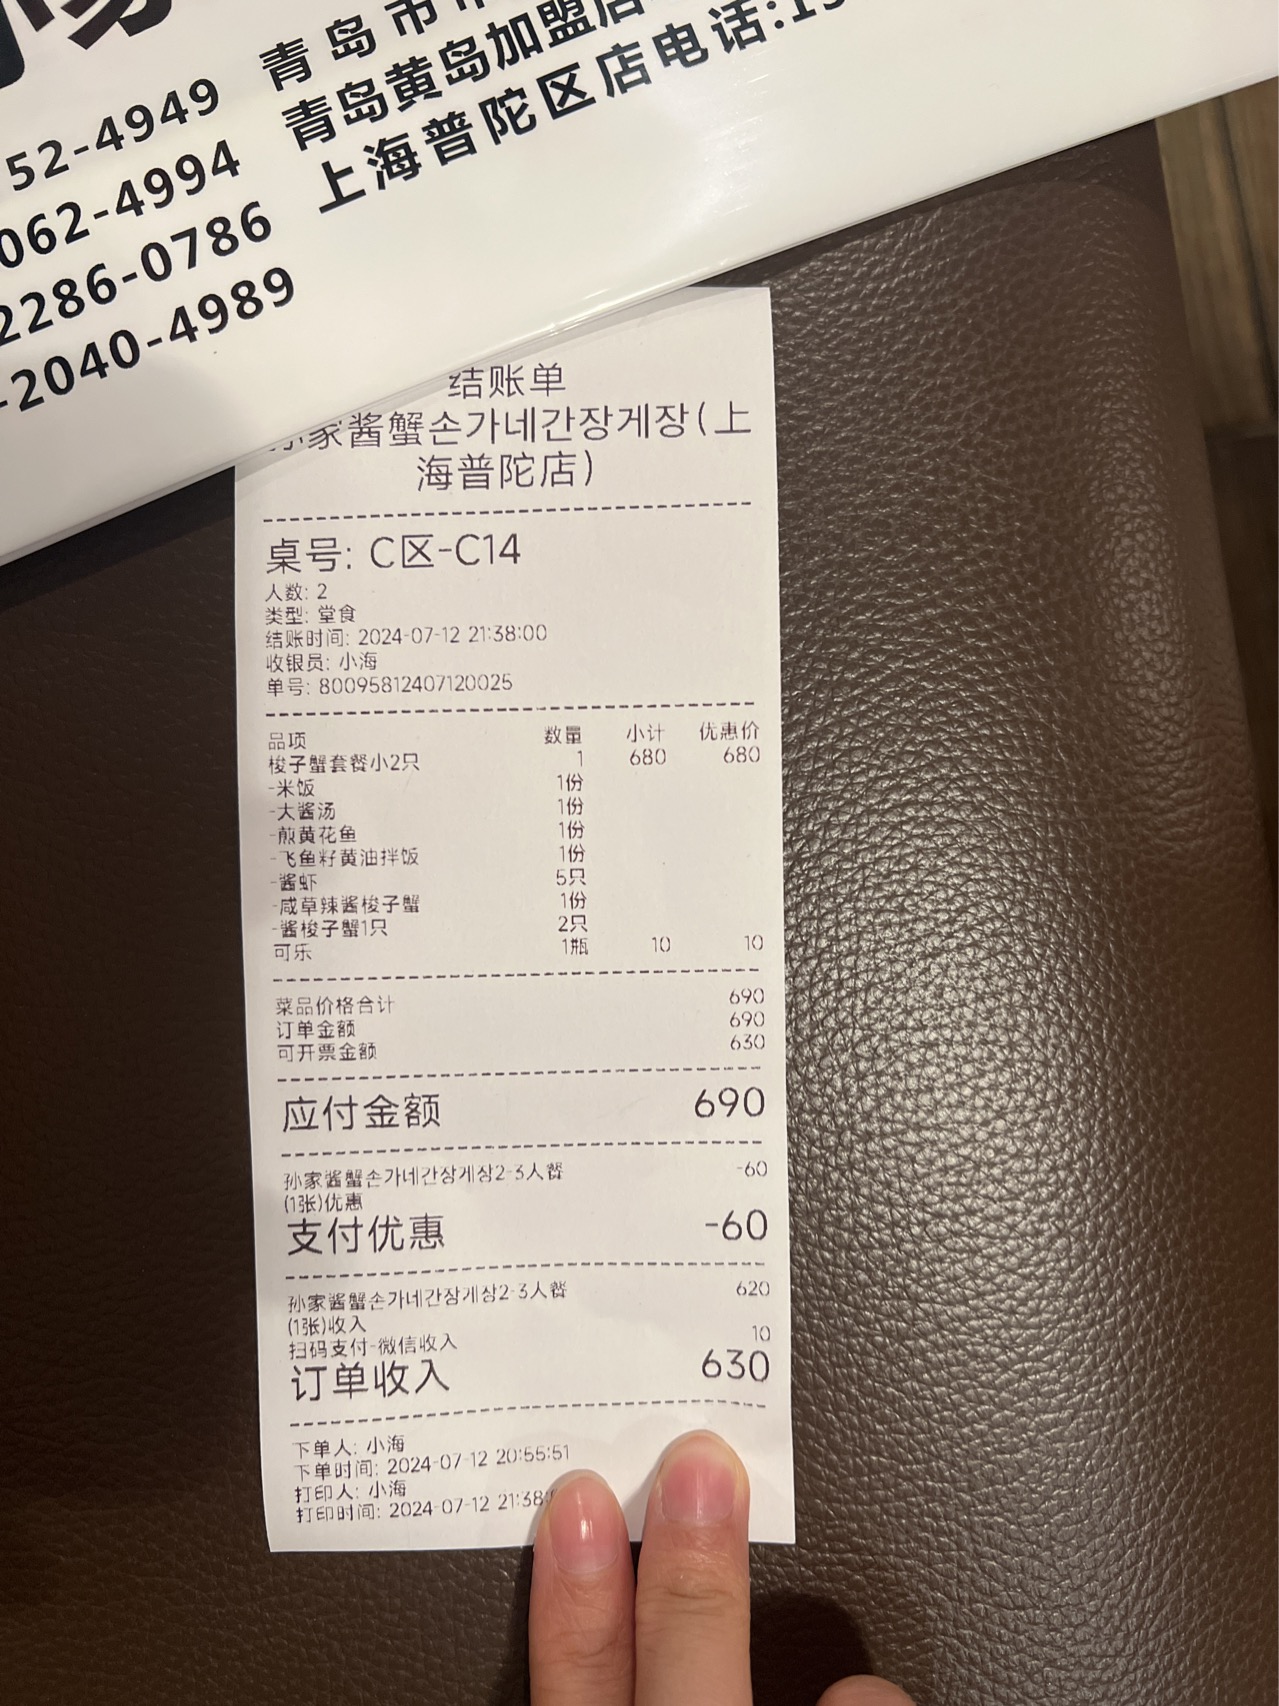 52-4949
062-4994
2286-0786
-2040-4989
青岛市
青岛黄岛加盟店
上海普陀区店电话:1
结账单
孙家酱蟹손가네간장게장(上
海普陀店)
桌号: C区-C14
人数: 2
类型: 堂食
结账时间: 2024-07-12 21:38:00
收银员: 小海
单号: 80095812407120025
品项 数量 小计 优惠价
梭子蟹套餐小2只 1 680 680
-米饭 1份
-大酱汤 1份
-煎黄花鱼 1份
-飞鱼籽黄油拌饭 1份
-酱虾 5只
-咸草辣酱梭子蟹 1份
-酱梭子蟹1只 2只
可乐 1瓶 10 10
菜品价格合计 690
订单金额 690
可开票金额 630
应付金额 690
孙家酱蟹손가네간장게장2-3人餐 -60
(1张)优惠
支付优惠 -60
孙家酱蟹손가네간장게장2-3人餐 620
(1张)收入
扫码支付-微信收入 10
订单收入 630
下单人: 小海
下单时间: 2024-07-12 20:55:51
打印人: 小海
打印时间: 2024-07-12 21:38: